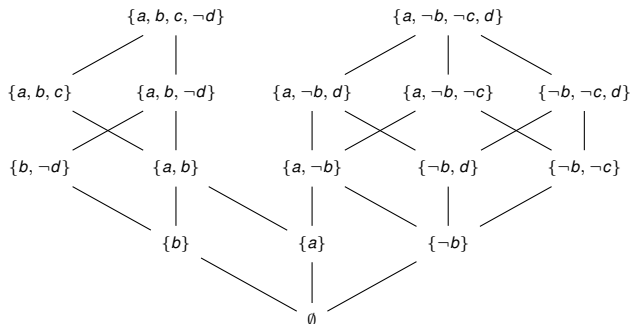 {a, b, c, ¬d} {a, ¬b, ¬c, d}
{a, b, c} {a, b, ¬d} {a, ¬b, d} {a, ¬b, ¬c} {¬b, ¬c, d}
{b, ¬d} {a, b} {a, ¬b} {¬b, d} {¬b, ¬c}
{b} {a} {¬b}
∅